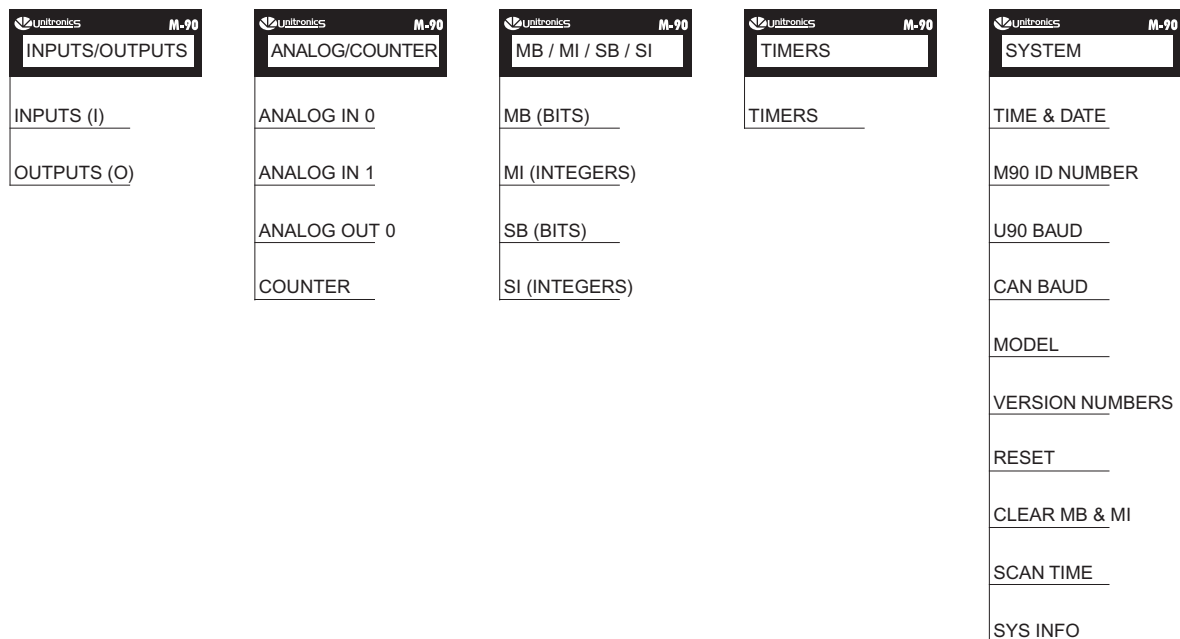 Unitronics M-90
INPUTS/OUTPUTS
INPUTS (I)
OUTPUTS (O)
Unitronics M-90
ANALOG/COUNTER
ANALOG IN 0
ANALOG IN 1
ANALOG OUT 0
COUNTER
Unitronics M-90
MB / MI / SB / SI
MB (BITS)
MI (INTEGERS)
SB (BITS)
SI (INTEGERS)
Unitronics M-90
TIMERS
TIMERS
Unitronics M-90
SYSTEM
TIME & DATE
M90 ID NUMBER
U90 BAUD
CAN BAUD
MODEL
VERSION NUMBERS
RESET
CLEAR MB & MI
SCAN TIME
SYS INFO